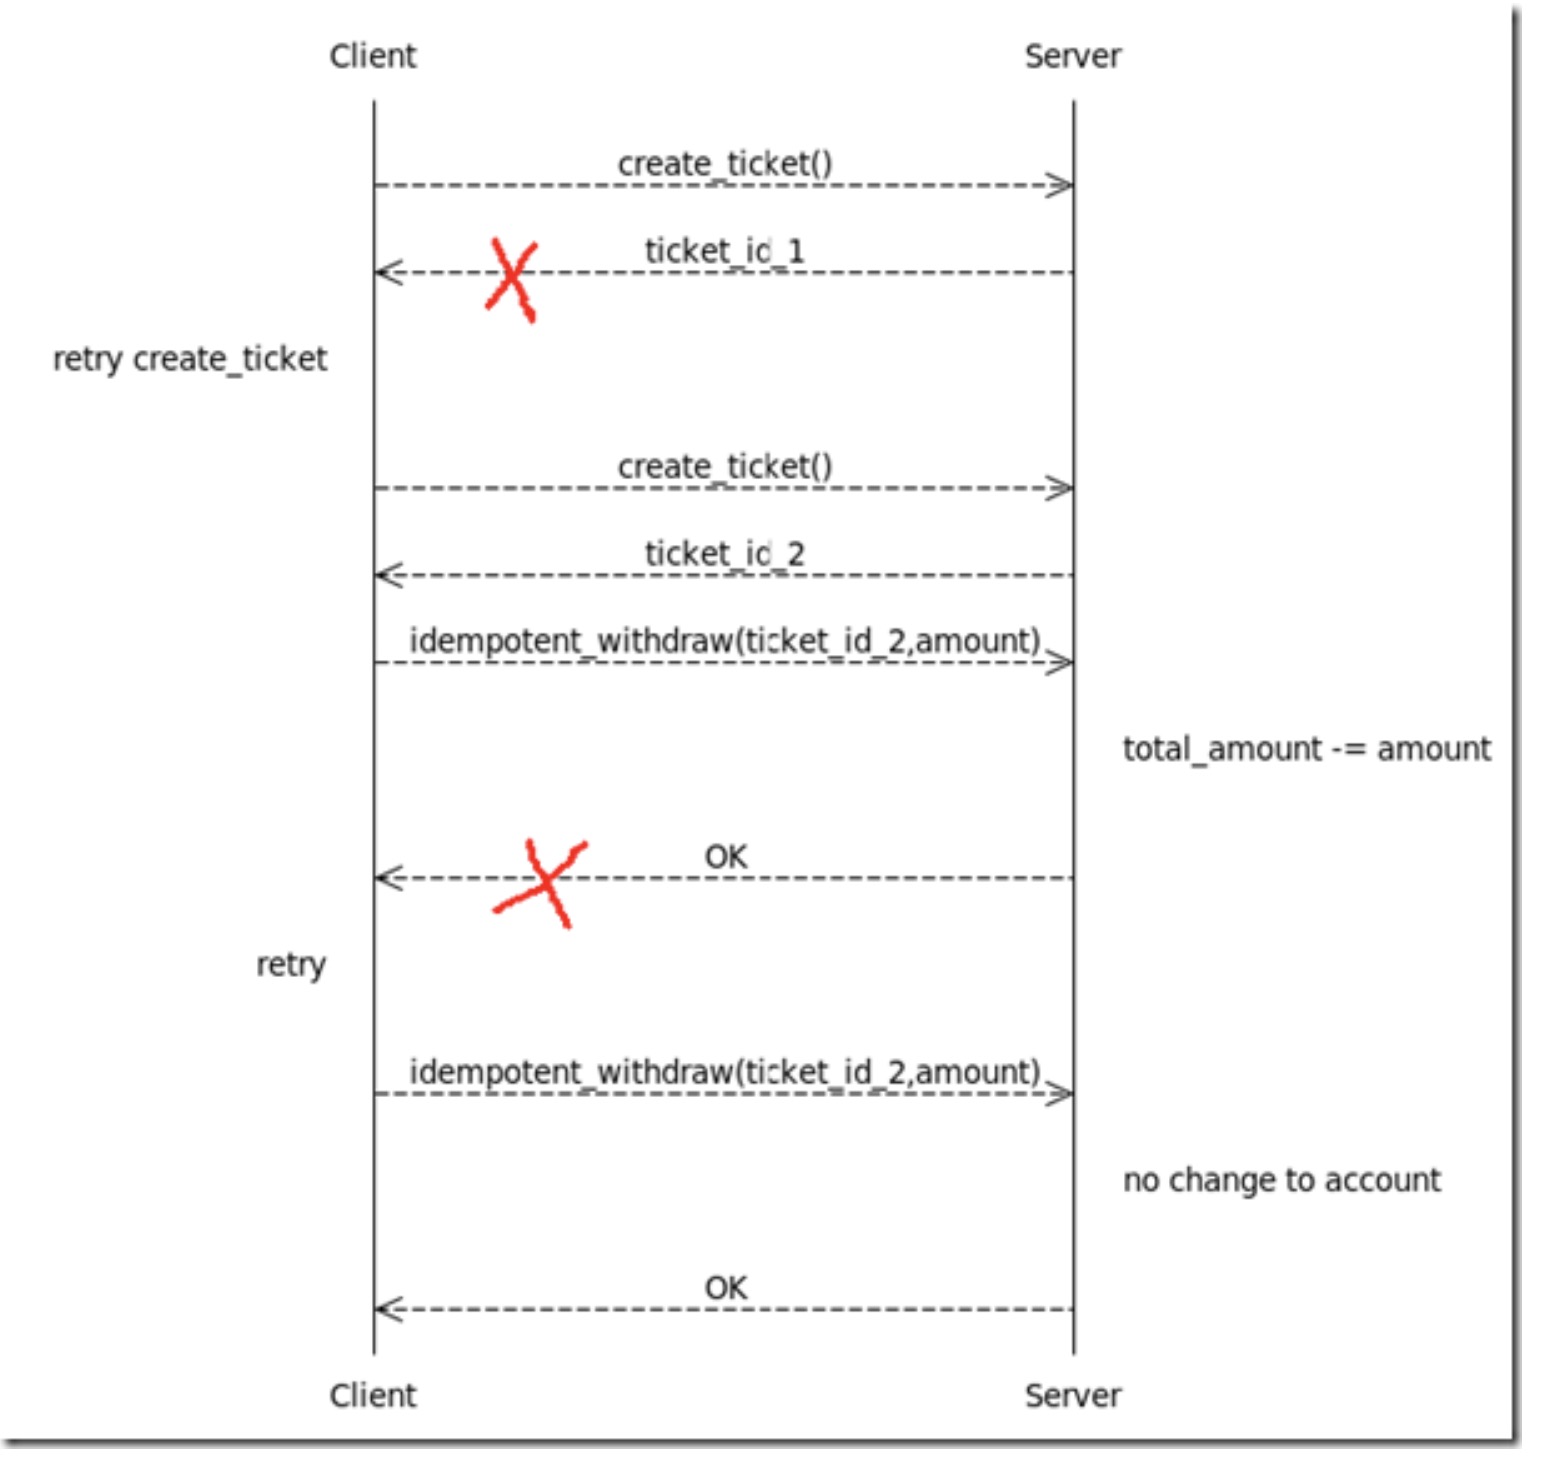 Client
Server
create_ticket()
ticket_id_1
retry create_ticket
create_ticket()
ticket_id_2
idempotent_withdraw(ticket_id_2,amount)
total_amount -= amount
OK
retry
idempotent_withdraw(ticket_id_2,amount)
no change to account
OK
Client
Server